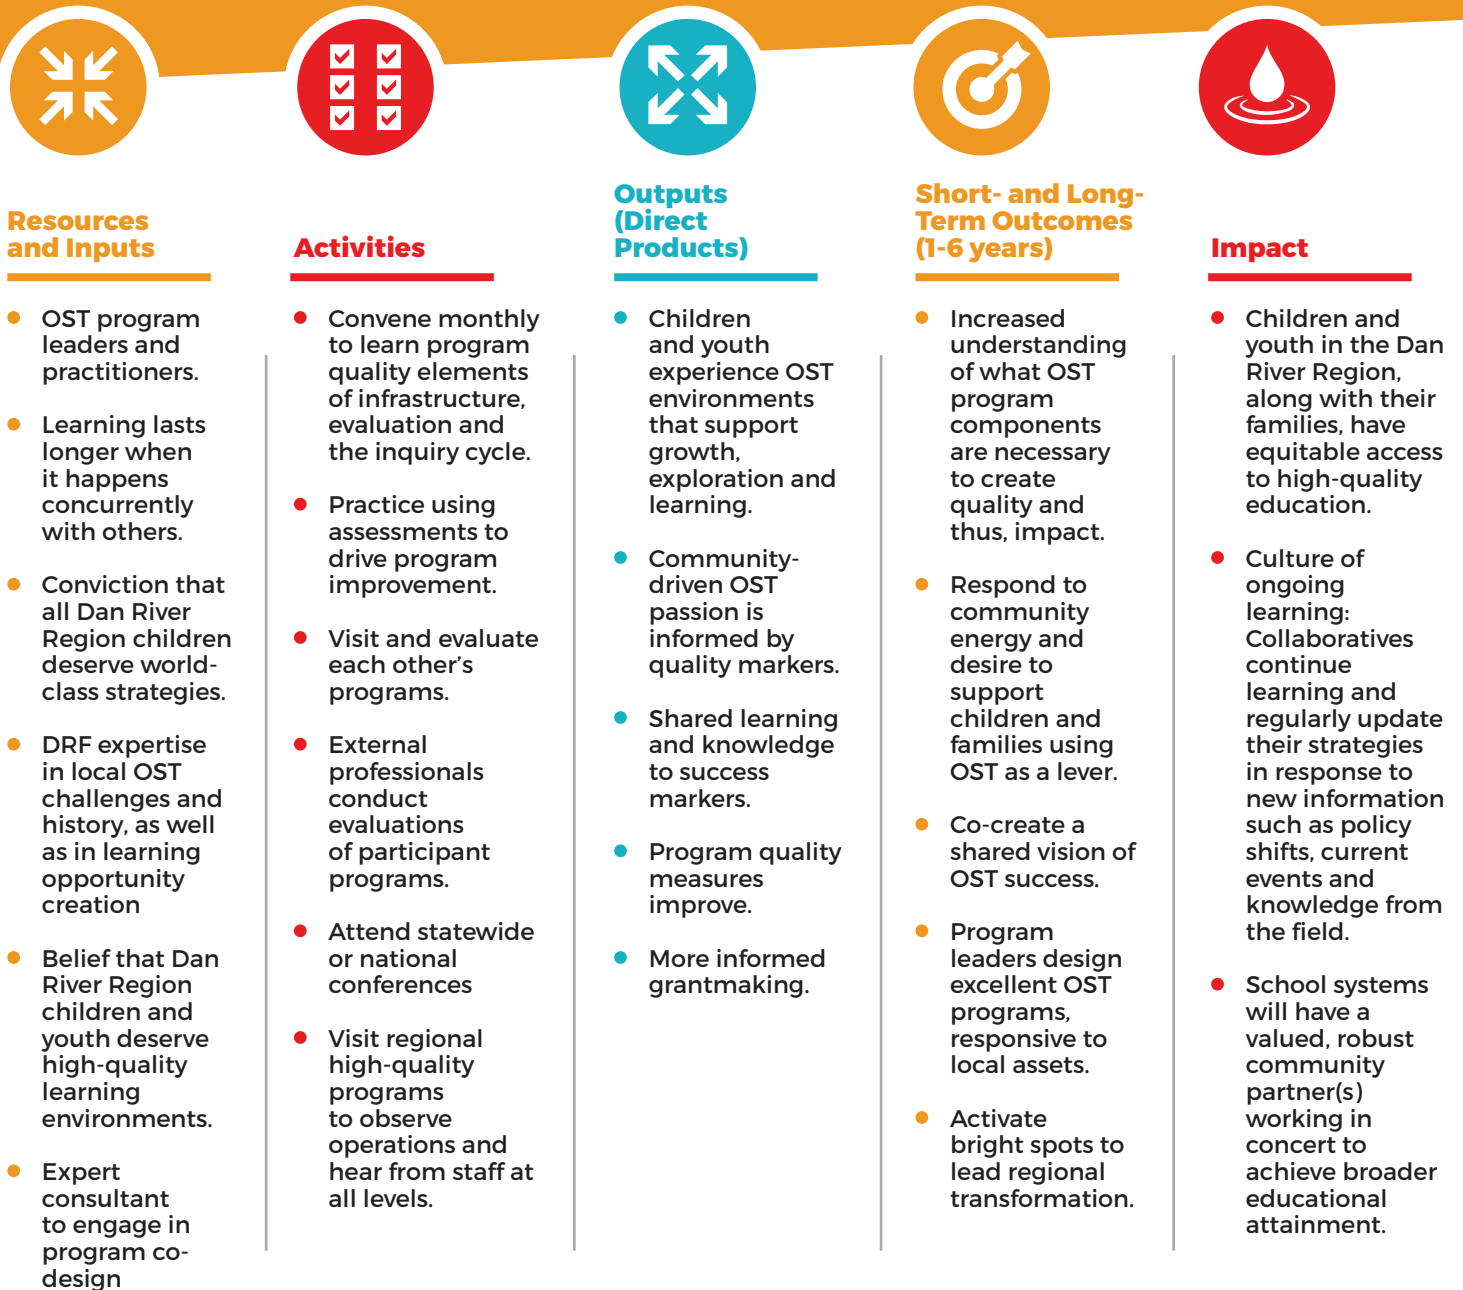 Resources
and Inputs
OST program
leaders and
practitioners.
Learning lasts
longer when
it happens
concurrently
with others.
Conviction that
all Dan River
Region children
deserve world-
class strategies.
DRF expertise
in local OST
challenges and
history, as well
as in learning
opportunity
creation
Belief that Dan
River Region
children and
youth deserve
high-quality
learning
environments.
Expert
consultant
to engage in
program co-
design
Activities
Convene monthly
to learn program
quality elements
of infrastructure,
evaluation and
the inquiry cycle.
Practice using
assessments to
drive program
improvement.
Visit and evaluate
each other's
programs.
External
professionals
conduct
evaluations
of participant
programs.
Attend statewide
or national
conferences
Visit regional
high-quality
programs
to observe
operations and
hear from staff at
all levels.
Outputs
(Direct
Products)
Children
and youth
experience OST
environments
that support
growth,
exploration and
learning.
Community-
driven OST
passion is
informed by
quality markers.
Shared learning
and knowledge
to success
markers.
Program quality
measures
improve.
More informed
grantmaking.
Short- and Long-
Term Outcomes
(1-6 years)
Increased
understanding
of what OST
program
components
are necessary
to create
quality and
thus, impact.
Respond to
community
energy and
desire to
support
children and
families using
OST as a lever.
Co-create a
shared vision of
OST success.
Program
leaders design
excellent OST
programs,
responsive to
local assets.
Activate
bright spots to
lead regional
transformation.
Impact
Children and
youth in the Dan
River Region,
along with their
families, have
equitable access
to high-quality
education.
Culture of
ongoing
learning:
Collaboratives
continue
learning and
regularly update
their strategies
in response to
new information
such as policy
shifts, current
events and
knowledge from
the field.
School systems
will have a
valued, robust
community
partner(s)
working in
concert to
achieve broader
educational
attainment.